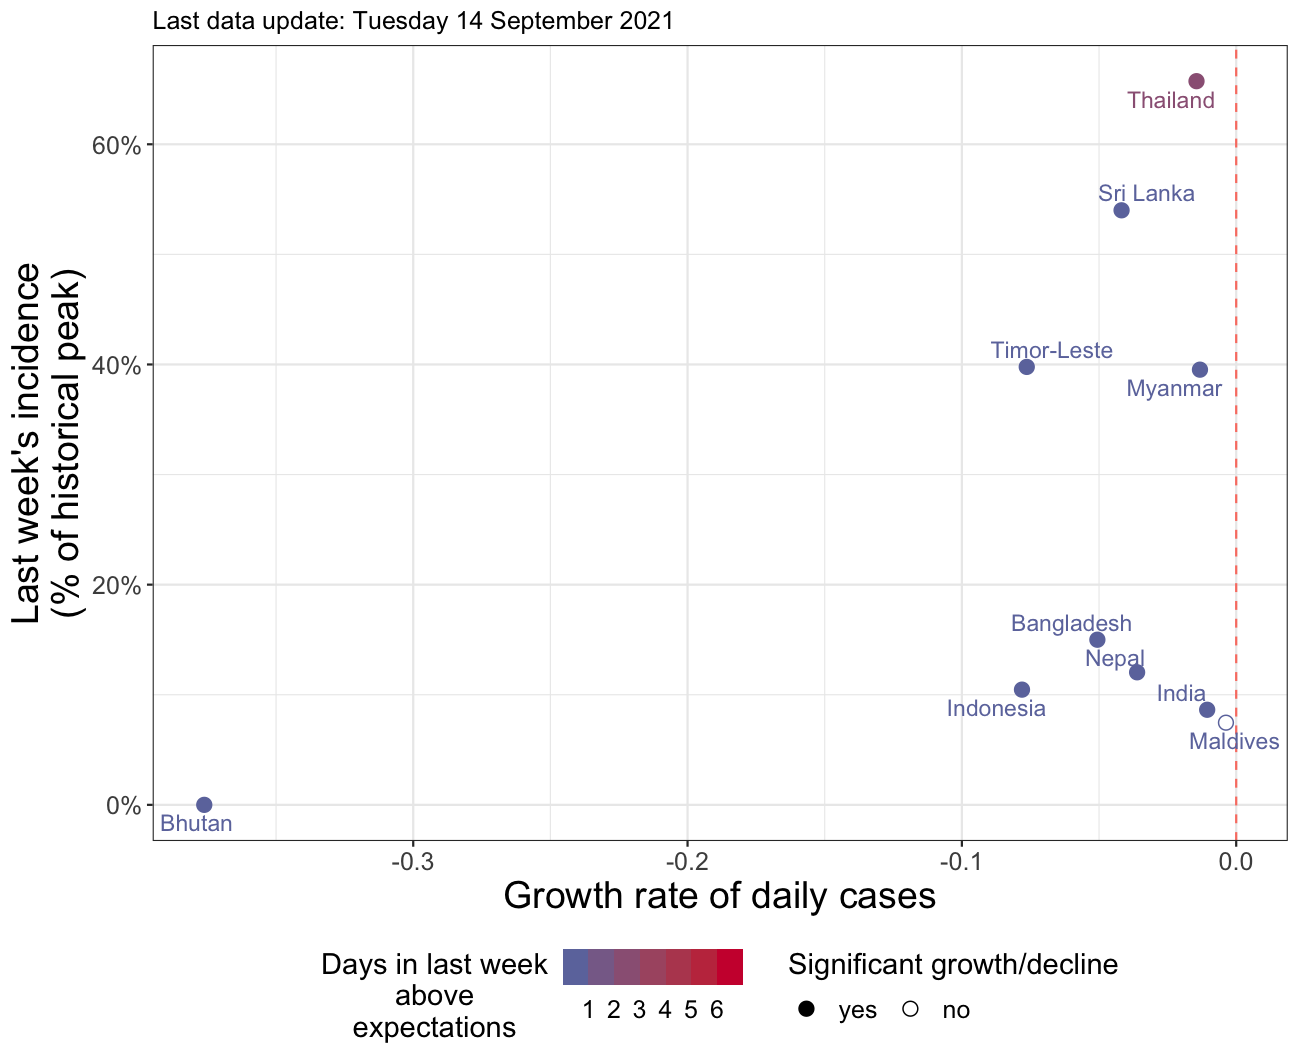 Last data update: Tuesday 14 September 2021
Thailand
60%
Sri Lanka
Timor-Leste
40%
Myanmar
Last week's incidence
(% of historical peak)
20%
Bangladesh
Nepal
India
Indonesia
Maldives
0%
Bhutan
-0.3 -0.2 -0.1 0.0
Growth rate of daily cases
Days in last week
above
expectations
1 2 3 4 5 6
Significant growth/decline
yes no